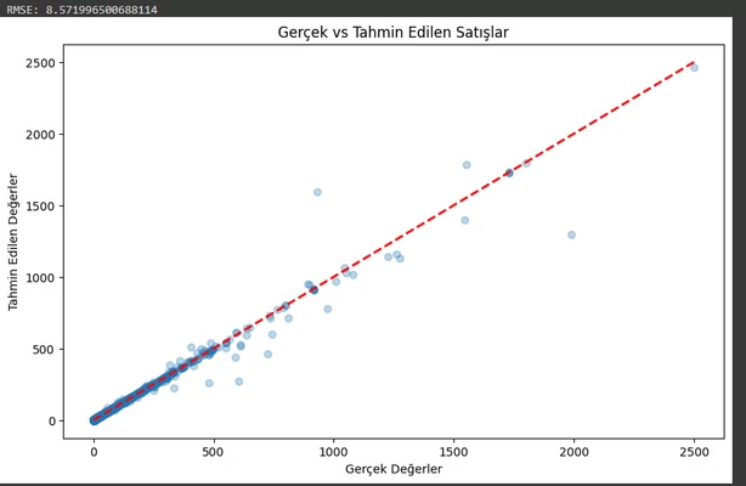 RMSE: 8.571996500688114
Gerçek vs Tahmin Edilen Satışlar
2500
2000
1500
1000
500
0
Tahmin Edilen Değerler
0 500 1000 1500 2000 2500
Gerçek Değerler